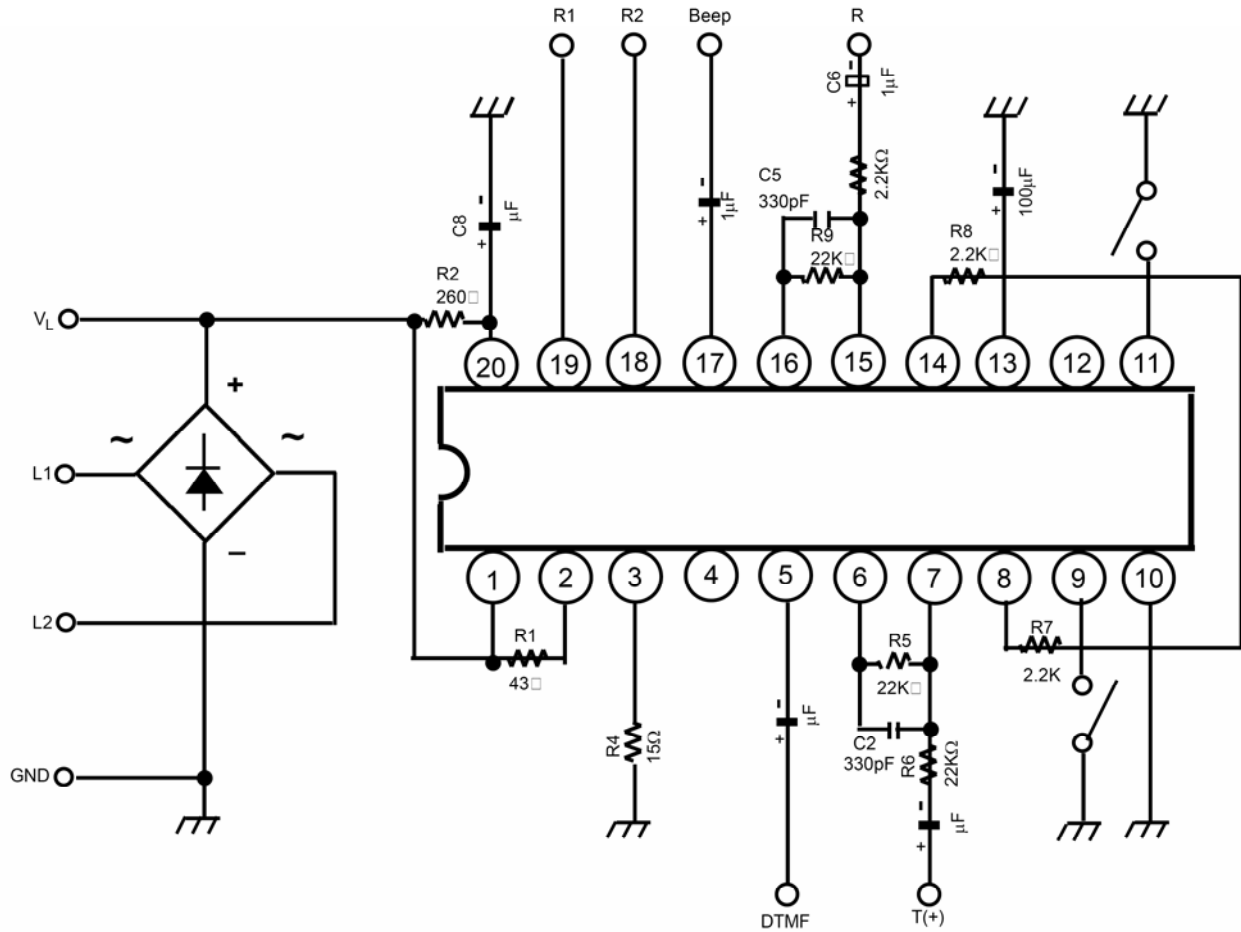 R1
R2
Beep
R
C6
1μF
-
+
2.2KΩ
C5
330pF
R9
22K□
C8
μF
-
+
1μF
-
+
100μF
-
+
R8
2.2K□
R2
260□
VL
20
19
18
17
16
15
14
13
12
11
+
~
~
L1
–
L2
GND
1
2
3
4
5
6
7
8
9
10
R1
43□
R4
15Ω
-
+
μF
R5
22K□
C2
330pF
R6
22KΩ
-
+
μF
R7
2.2K
DTMF
T(+)